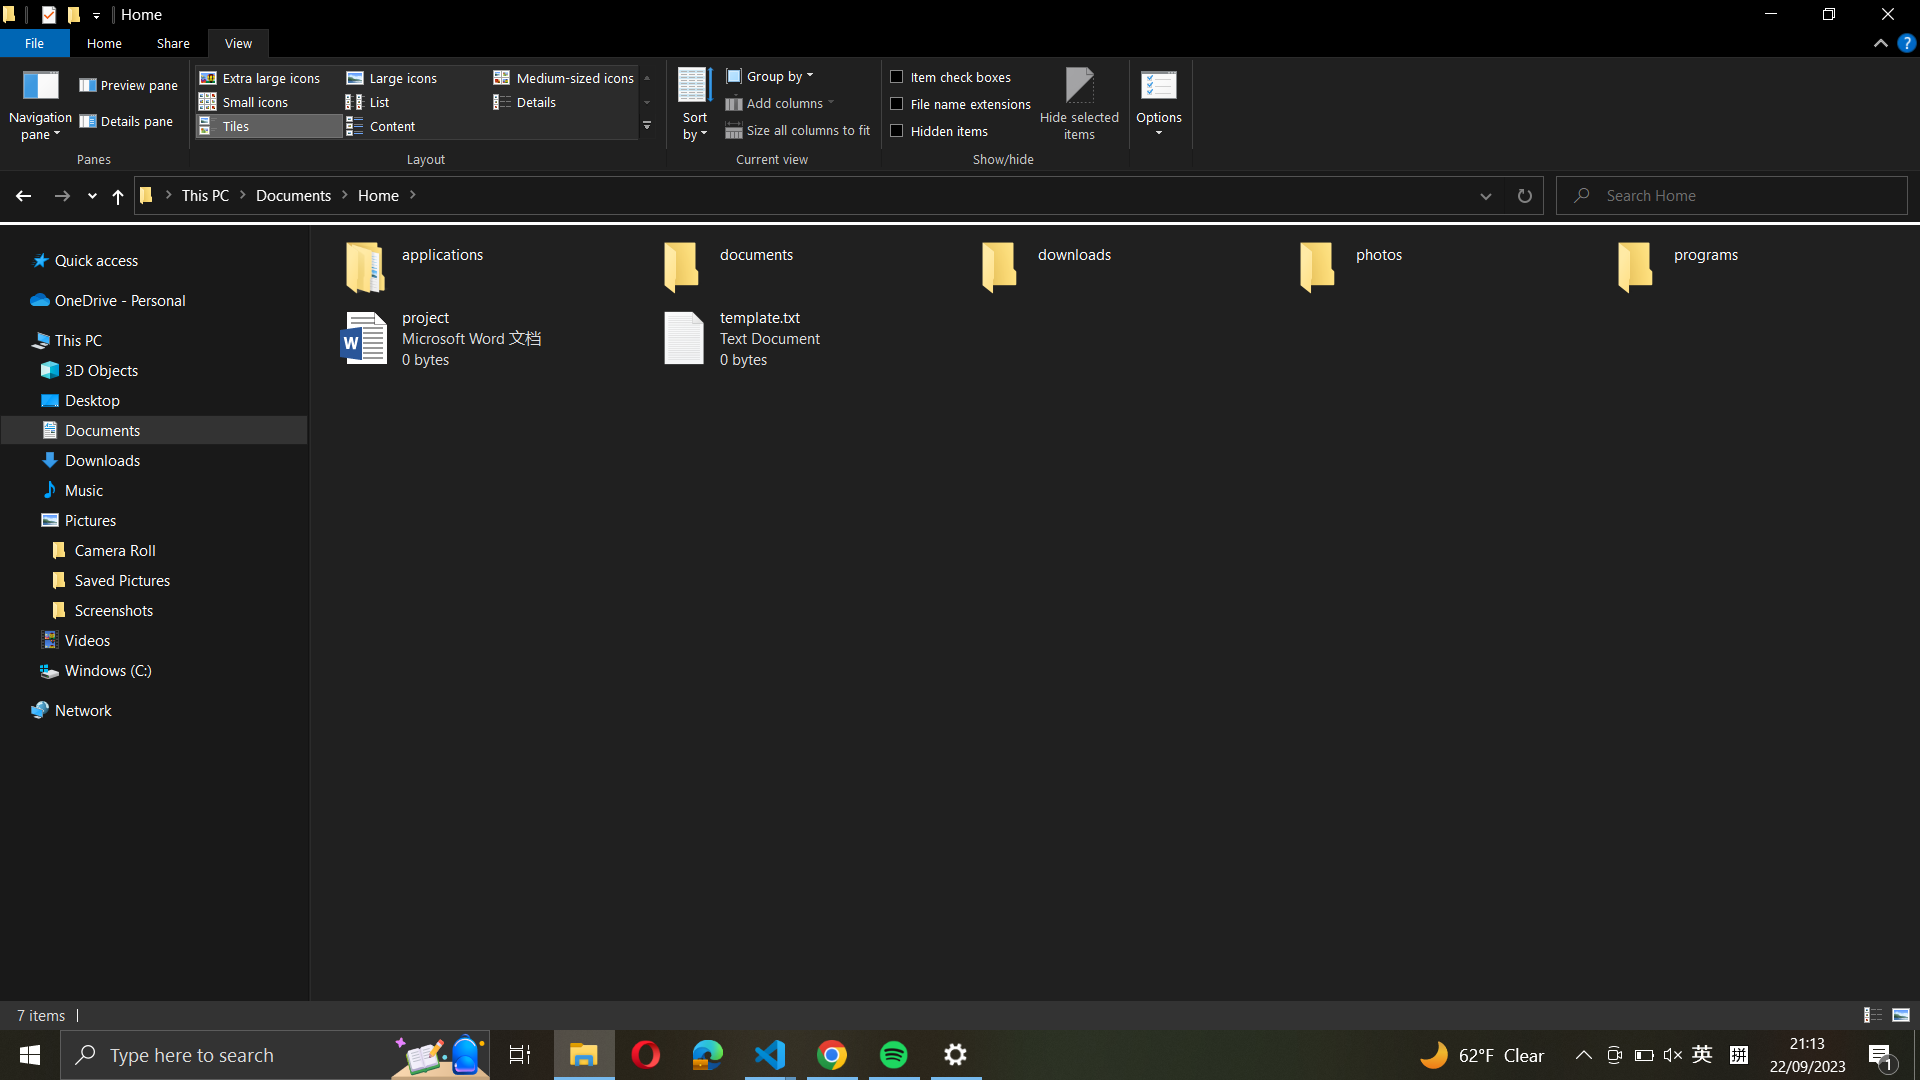 Home
File Home Share View
Navigation pane
Preview pane
Details pane
Panes
Extra large icons Large icons Medium-sized icons
Small icons List Details
Tiles Content
Layout
Sort by
Group by
Add columns
Size all columns to fit
Current view
Item check boxes
File name extensions
Hidden items
Hide selected items
Show/hide
Options
This PC Documents Home
Search Home
Quick access
OneDrive - Personal
This PC
3D Objects
Desktop
Documents
Downloads
Music
Pictures
Camera Roll
Saved Pictures
Screenshots
Videos
Windows (C:)
Network
applications
documents
downloads
photos
programs
project
Microsoft Word 文档
0 bytes
template.txt
Text Document
0 bytes
7 items
Type here to search
62°F Clear
英
拼
21:13
22/09/2023
1